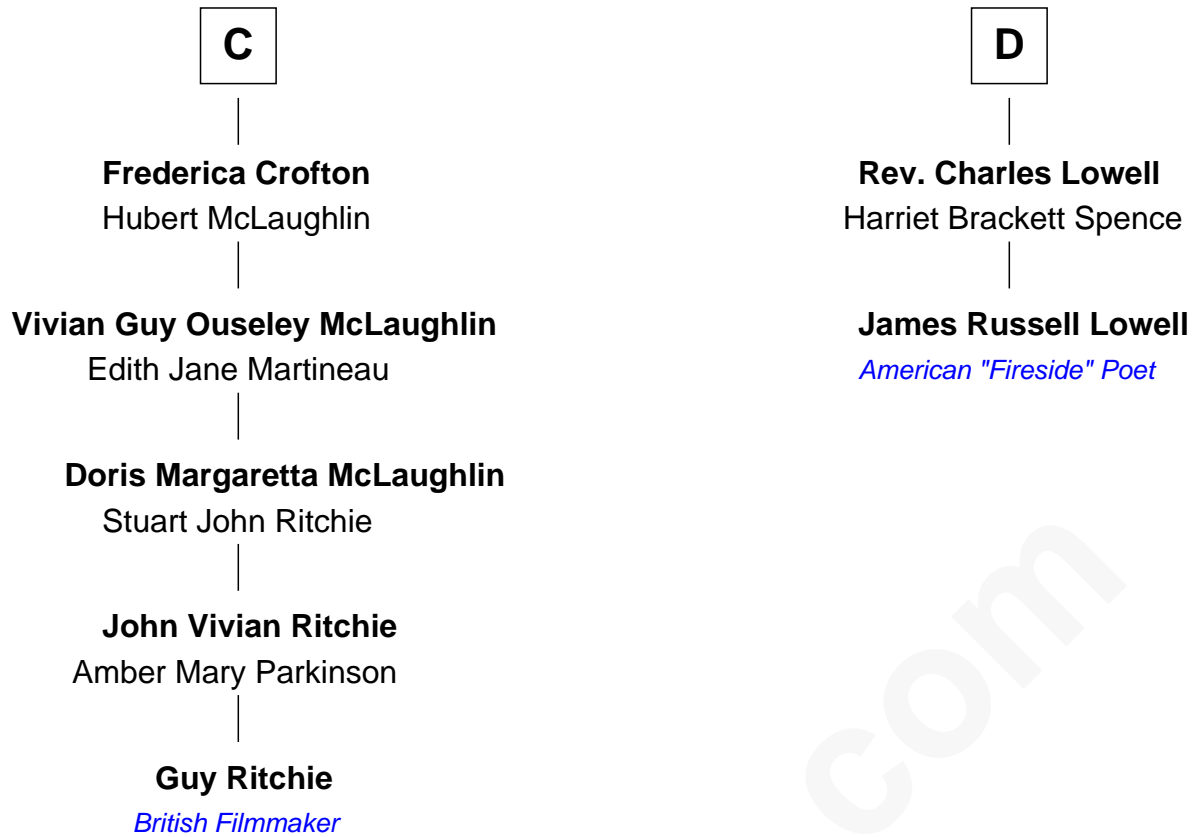 C
Frederica Crofton
Hubert McLaughlin
Vivian Guy Ouseley McLaughlin
Edith Jane Martineau
Doris Margaretta McLaughlin
Stuart John Ritchie
John Vivian Ritchie
Amber Mary Parkinson
Guy Ritchie
British Filmmaker
D
Rev. Charles Lowell
Harriet Brackett Spence
James Russell Lowell
American "Fireside" Poet
com